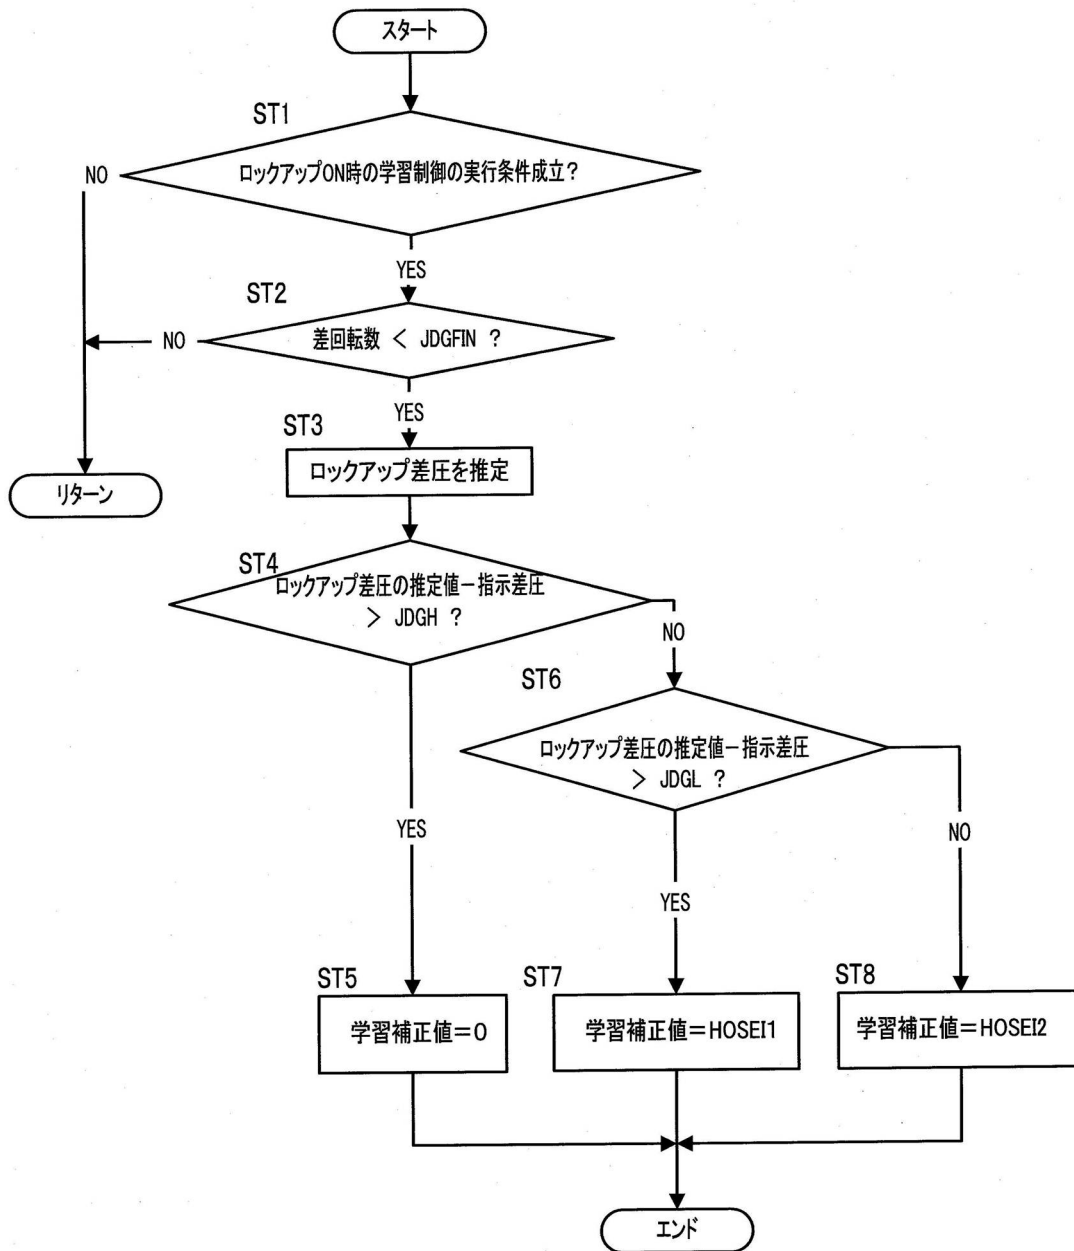 スタート
ST1
ロックアップON時の学習制御の実行条件成立?
NO
YES
ST2
差回転数 < JDGFIN ?
NO
YES
ST3
ロックアップ差圧を推定
リターン
ST4
ロックアップ差圧の推定値-指示差圧
> JDGH ?
NO
ST6
ロックアップ差圧の推定値-指示差圧
> JDGL ?
YES
NO
YES
ST5
学習補正値=0
ST7
学習補正値=HOSEI1
ST8
学習補正値=HOSEI2
エンド